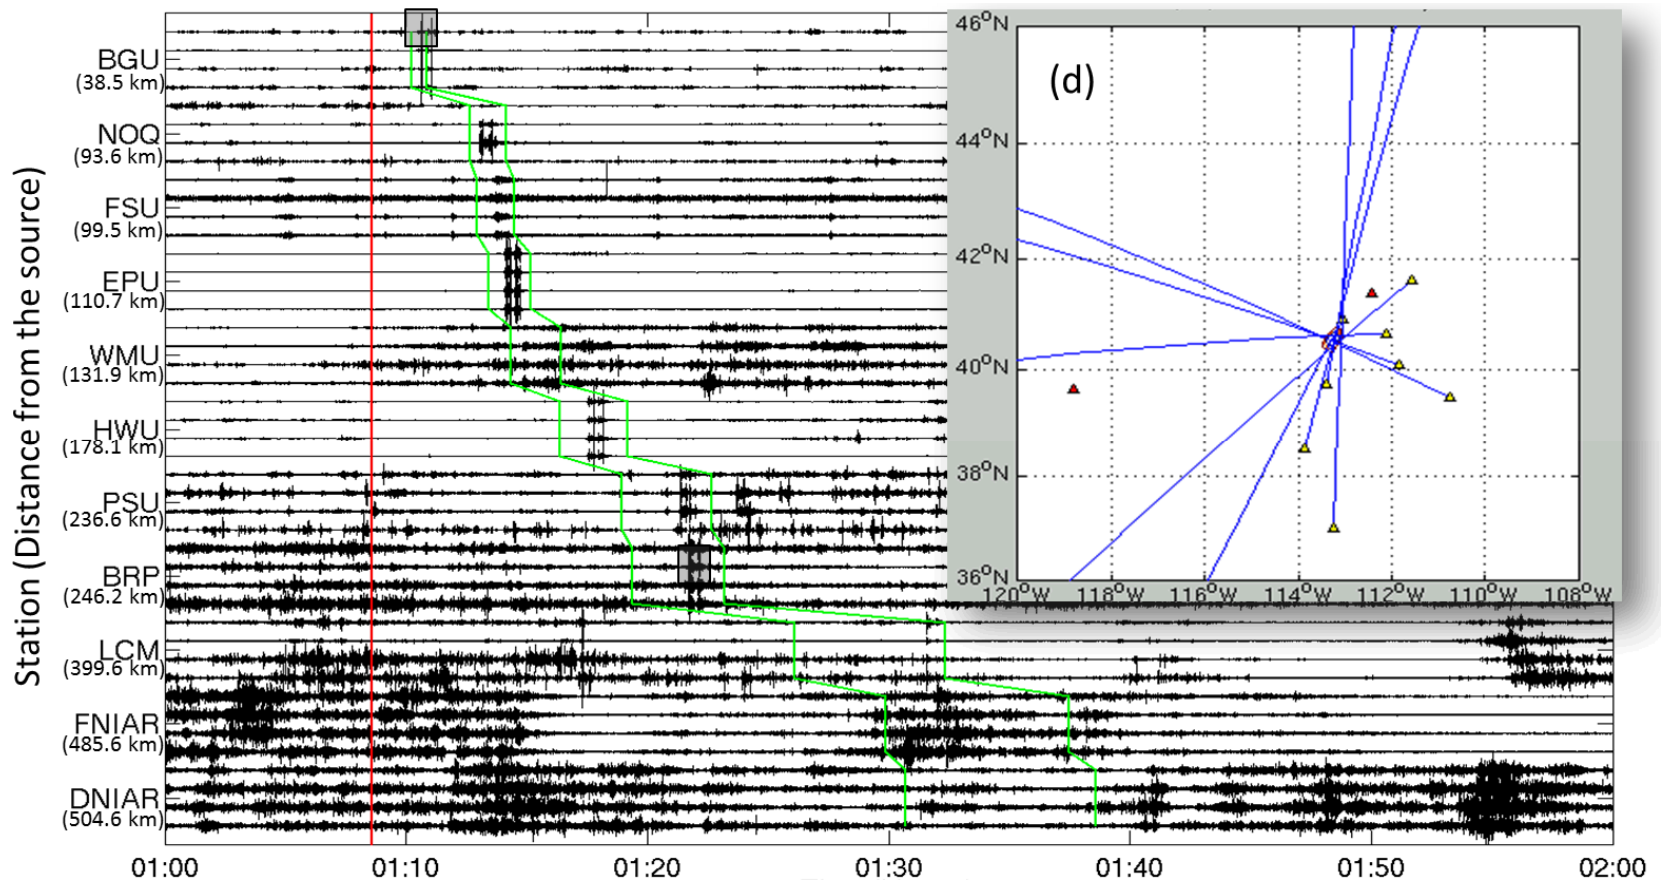 Station (Distance from the source)
BGU
(38.5 km)
NOQ
(93.6 km)
FSU
(99.5 km)
EPU
(110.7 km)
WMU
(131.9 km)
HWU
(178.1 km)
PSU
(236.6 km)
BRP
(246.2 km)
LCM
(399.6 km)
FNIAR
(485.6 km)
DNIAR
(504.6 km)
01:00 01:10 01:20 01:30 01:40 01:50 02:00
(d)
46°N
44°N
42°N
40°N
38°N
36°N
120°W 118°W 116°W 114°W 112°W 110°W 108°W